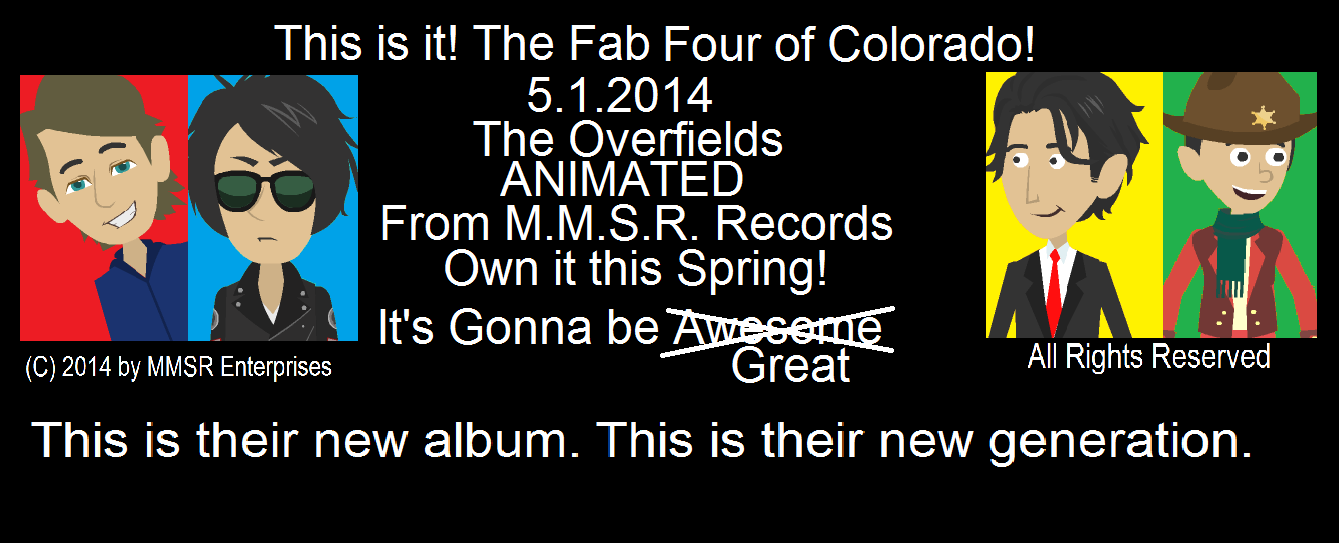 This is it! The Fab Four of Colorado!
5.1.2014
The Overfields
ANIMATED
From M.M.S.R. Records
Own it this Spring!
It's Gonna be Awesome
Great
(C) 2014 by MMSR Enterprises
All Rights Reserved
This is their new album. This is their new generation.